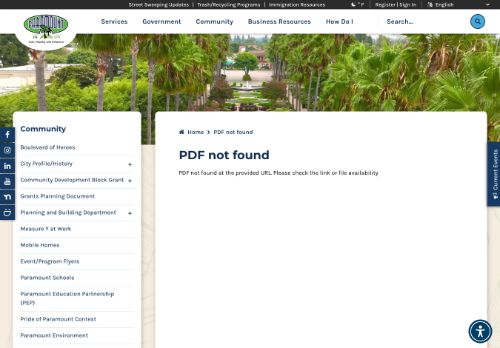 Street Sweeping Updates | Trash/Recycling Programs | Immigration Resources ° F Register | Sign In English
PARAMOUNT
Services Government Community Business Resources How Do I Search...
Community
Boulevard of Heroes
City Profile/History +
Community Development Block Grant +
Grants Planning Document
Planning and Building Department +
Measure Y at Work
Mobile Homes
Event/Program Flyers
Paramount Schools
Paramount Education Partnership
(PEP)
Pride of Paramount Contest
Paramount Environment
Home > PDF not found
PDF not found
PDF not found at the provided URL. Please check the link or file availability
Current Events